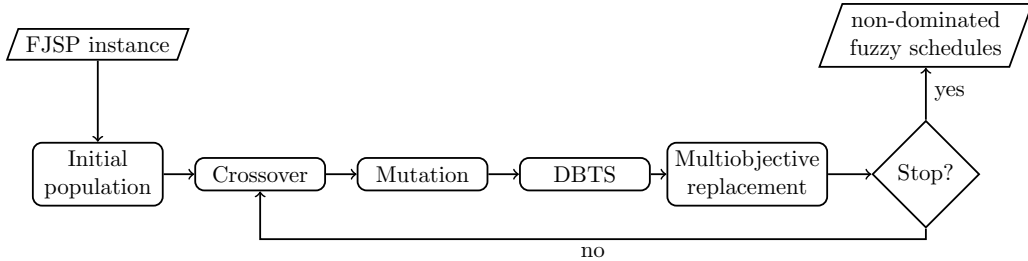 FJSP instance
non-dominated
fuzzy schedules
yes
Initial
population
Crossover
Mutation
DBTS
Multiobjective
replacement
Stop?
no